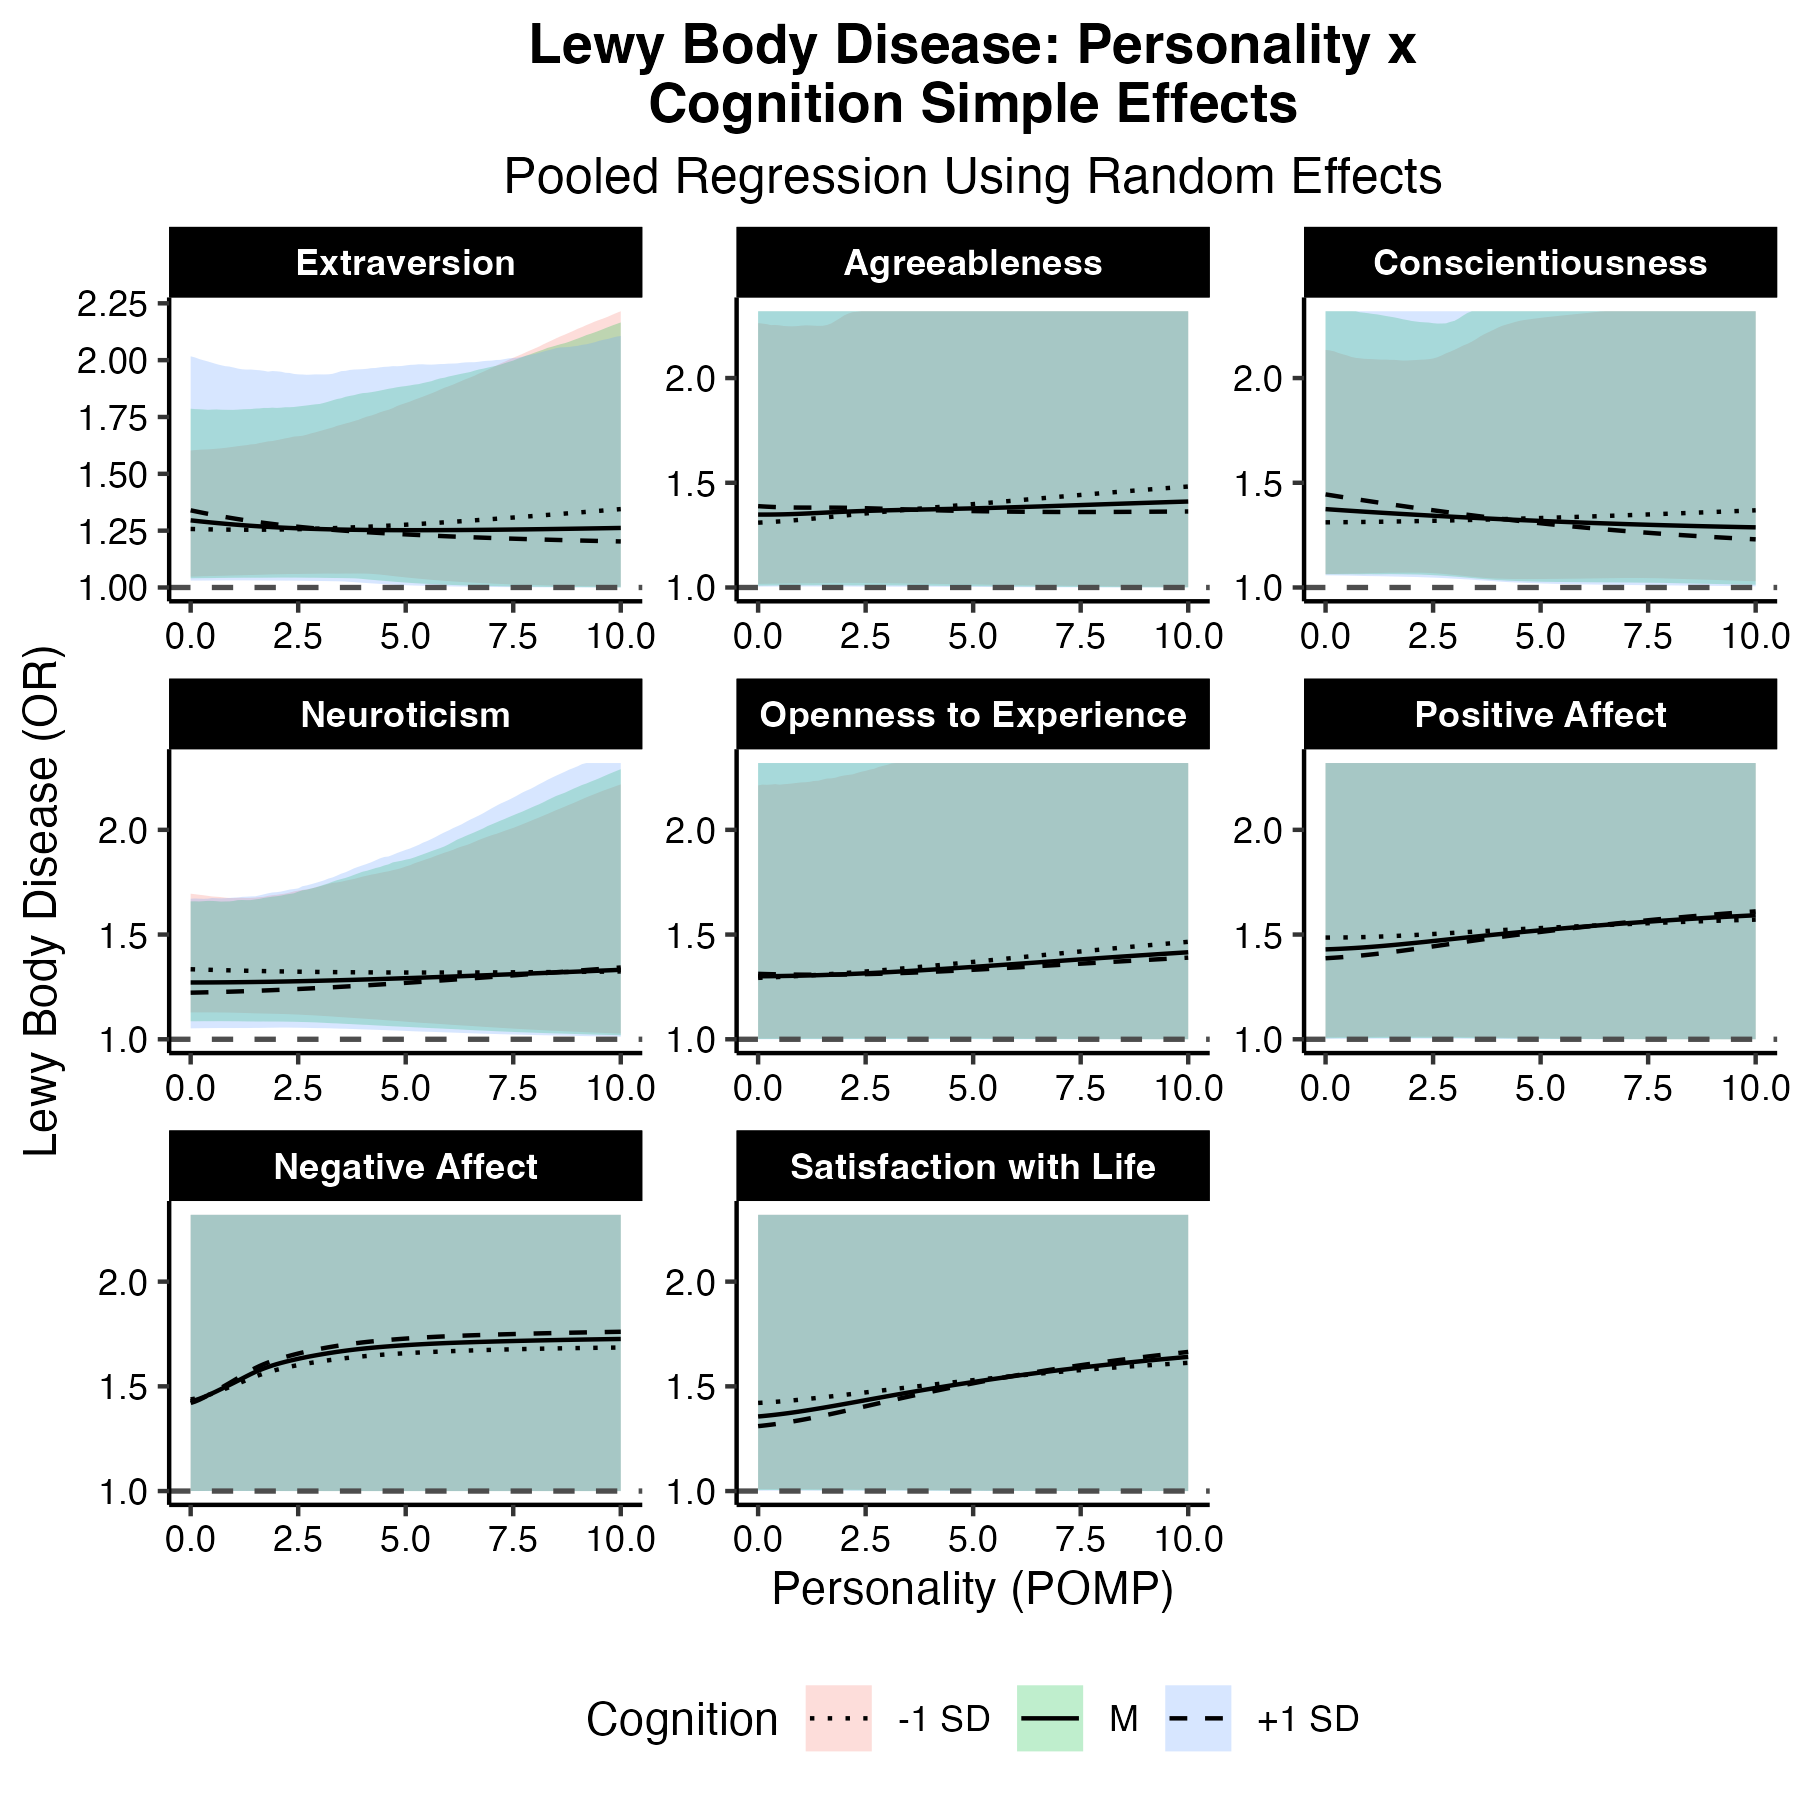 Lewy Body Disease: Personality x
Cognition Simple Effects
Pooled Regression Using Random Effects
Lewy Body Disease (OR)
Extraversion
2.25
2.00
1.75
1.50
1.25
1.00
0.0 2.5 5.0 7.5 10.0
Agreeableness
2.0
1.5
1.0
0.0 2.5 5.0 7.5 10.0
Conscientiousness
2.0
1.5
1.0
0.0 2.5 5.0 7.5 10.0
Neuroticism
2.0
1.5
1.0
0.0 2.5 5.0 7.5 10.0
Openness to Experience
2.0
1.5
1.0
0.0 2.5 5.0 7.5 10.0
Positive Affect
2.0
1.5
1.0
0.0 2.5 5.0 7.5 10.0
Negative Affect
2.0
1.5
1.0
0.0 2.5 5.0 7.5 10.0
Satisfaction with Life
2.0
1.5
1.0
0.0 2.5 5.0 7.5 10.0
Personality (POMP)
Cognition -1 SD M +1 SD